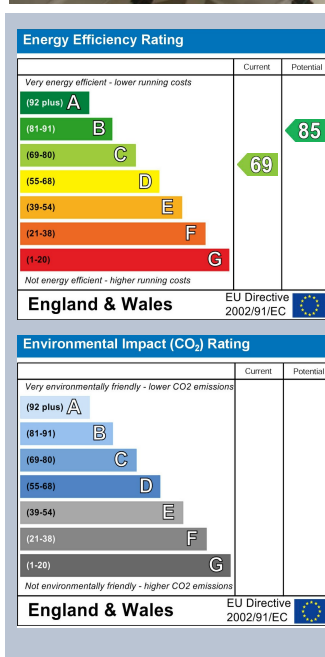 Energy Efficiency Rating
Current Potential
Very energy efficient - lower running costs
(92 plus) A
(81-91) B
85
(69-80) C
69
(55-68) D
(39-54) E
(21-38) F
(1-20) G
Not energy efficient - higher running costs
England & Wales
EU Directive
2002/91/EC
Environmental Impact (CO₂) Rating
Current Potential
Very environmentally friendly - lower CO2 emissions
(92 plus) A
(81-91) B
(69-80) C
(55-68) D
(39-54) E
(21-38) F
(1-20) G
Not environmentally friendly - higher CO2 emissions
England & Wales
EU Directive
2002/91/EC